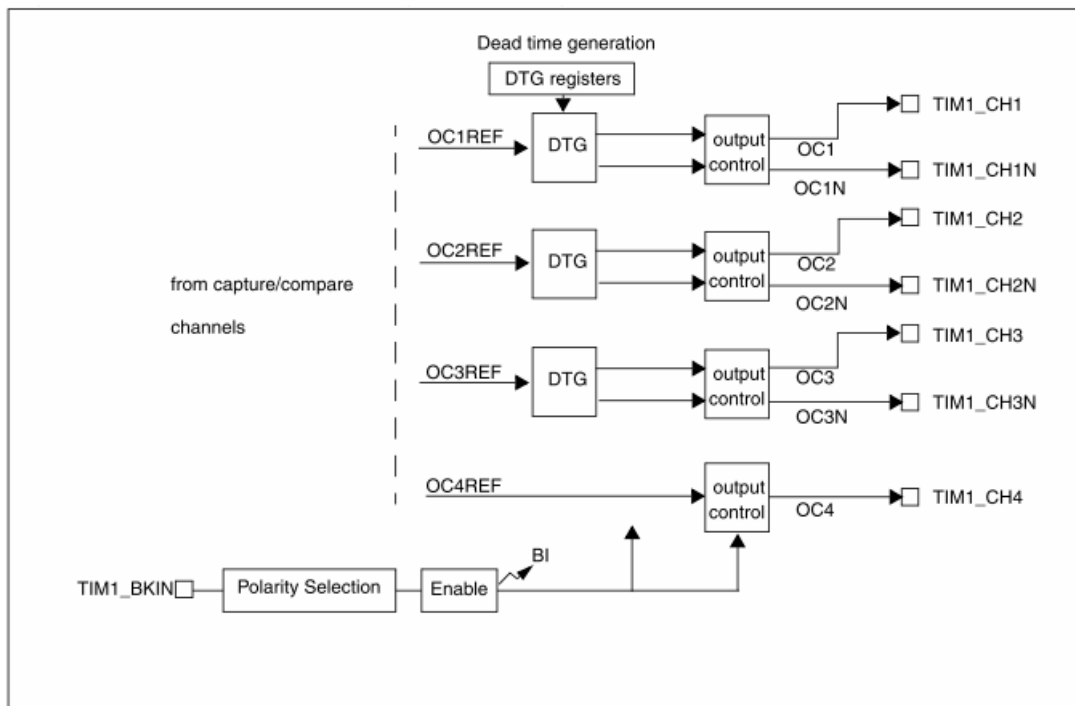 Dead time generation
DTG registers
TIM1_CH1
OC1REF
DTG
output
control
OC1
TIM1_CH1N
OC1N
TIM1_CH2
OC2REF
DTG
output
control
OC2
from capture/compare
channels
TIM1_CH2N
OC2N
TIM1_CH3
OC3REF
DTG
output
control
OC3
TIM1_CH3N
OC3N
OC4REF
output
control
OC4
TIM1_CH4
BI
TIM1_BKIN
Polarity Selection
Enable